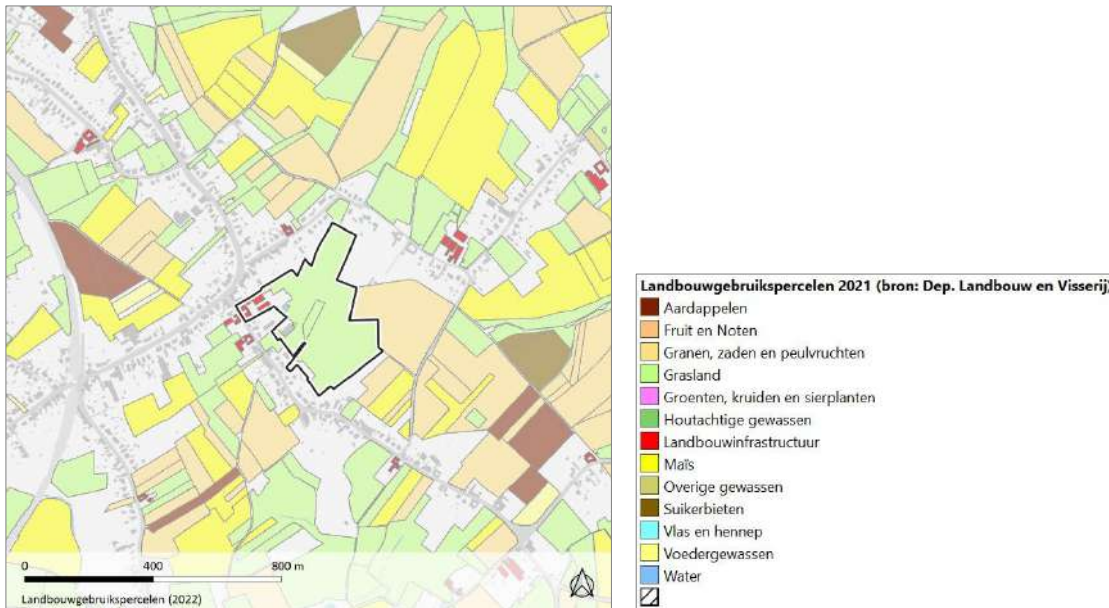 0 400 800 m
Landbouwgebruikspercelen (2022)
Landbouwgebruikspercelen 2021 (bron: Dep. Landbouw en Visserij)
Aardappelen
Fruit en Noten
Granen, zaden en peulvruchten
Grasland
Groenten, kruiden en sierplanten
Houtachtige gewassen
Landbouwinfrastructuur
Maïs
Overige gewassen
Suikerbieten
Vlas en hennep
Voedergewassen
Water